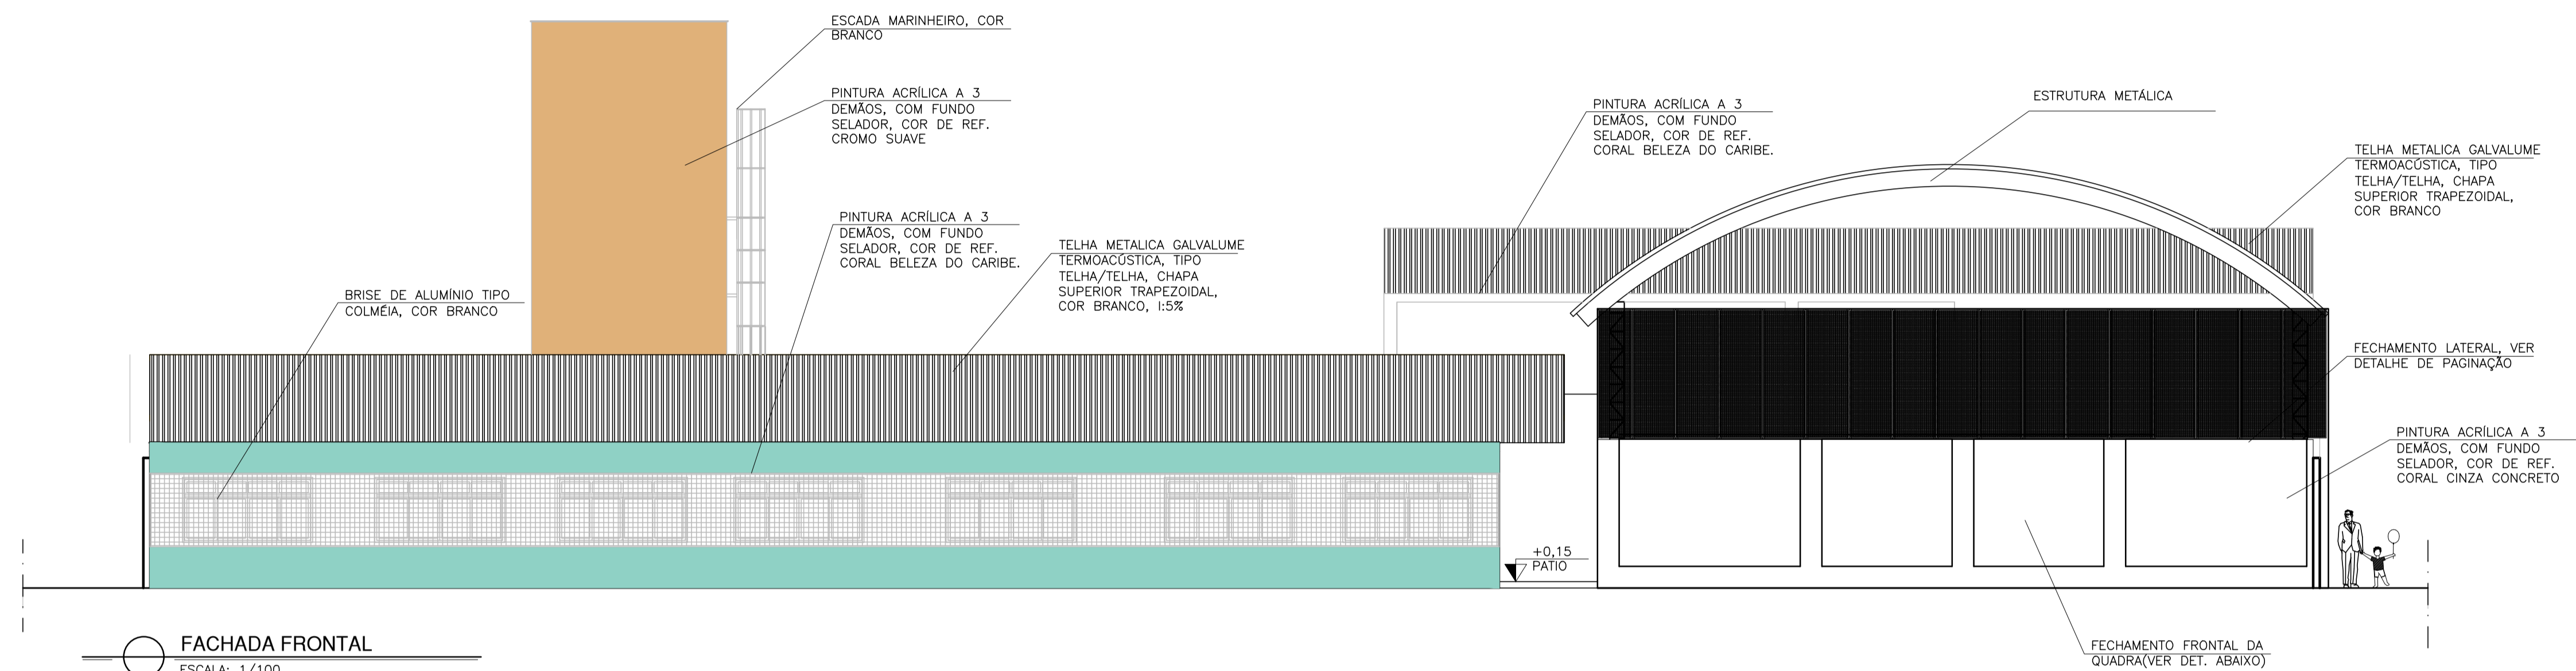 ESCADA MARINHEIRO, COR
BRANCO
PINTURA ACRÍLICA A 3
DEMÃOS, COM FUNDO
SELADOR, COR DE REF.
CROMO SUAVE
PINTURA ACRÍLICA A 3
DEMÃOS, COM FUNDO
SELADOR, COR DE REF.
CORAL BELEZA DO CARIBE.
TELHA METALICA GALVALUME
TERMOACÚSTICA, TIPO
TELHA/TELHA, CHAPA
SUPERIOR TRAPEZOIDAL,
COR BRANCO, I:5%
BRISE DE ALUMÍNIO TIPO
COLMÉIA, COR BRANCO
PINTURA ACRÍLICA A 3
DEMÃOS, COM FUNDO
SELADOR, COR DE REF.
CORAL BELEZA DO CARIBE.
ESTRUTURA METÁLICA
TELHA METALICA GALVALUME
TERMOACÚSTICA, TIPO
TELHA/TELHA, CHAPA
SUPERIOR TRAPEZOIDAL,
COR BRANCO
FECHAMENTO LATERAL, VER
DETALHE DE PAGINAÇÃO
PINTURA ACRÍLICA A 3
DEMÃOS, COM FUNDO
SELADOR, COR DE REF.
CORAL CINZA CONCRETO
+0,15
PATIO
FECHAMENTO FRONTAL DA
QUADRA(VER DET. ABAIXO)
FACHADA FRONTAL
ESCALA: 1/100